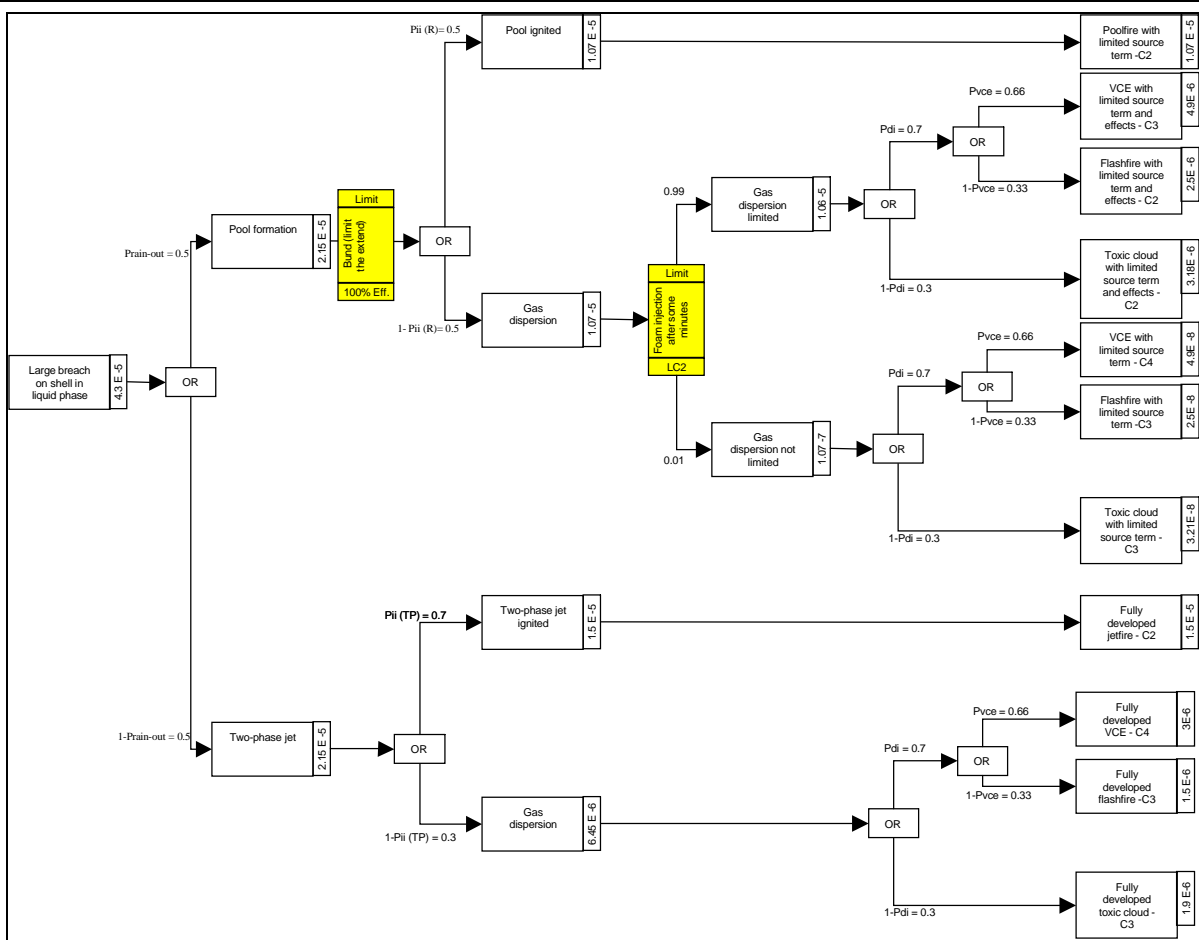 Pii (R)= 0.5
Pool ignited
1.07 E -5
Poolfire with
limited source
term -C2
1.07 E -5
Pvce = 0.66
VCE with
limited source
term and
effects - C3
4.9E -6
Pdi = 0.7
OR
Flashfire with
limited source
term and
effects - C2
2.5E -6
1-Pvce = 0.33
0.99
Gas
dispersion
limited
1.06 -5
OR
Limit
Bund (limit
the extend)
100% Eff.
Pool formation
2.15 E -5
OR
Prain-out = 0.5
Toxic cloud
with limited
source term
and effects -
C2
3.18E -6
1-Pdi = 0.3
Limit
Foam injection
after some
minutes
LC2
Gas
dispersion
1.07 -5
1- Pii (R)= 0.5
Pvce = 0.66
VCE with
limited source
term - C4
4.9E -8
Large breach
on shell in
liquid phase
4.3 E -5
OR
Pdi = 0.7
OR
Flashfire with
limited source
term -C3
2.5E -8
1-Pvce = 0.33
0.01
Gas
dispersion not
limited
1.07 -7
OR
Toxic cloud
with limited
source term -
C3
3.21E -8
1-Pdi = 0.3
Pii (TP) = 0.7
Two-phase jet
ignited
1.5 E -5
Fully
developed
jetfire - C2
1.5 E -5
1-Prain-out = 0.5
Two-phase jet
2.15 E -5
OR
Pvce = 0.66
Fully
developed
VCE - C4
3E-6
Pdi = 0.7
OR
Fully
developed
flashfire -C3
1.5 E-6
1-Pvce = 0.33
1-Pii (TP) = 0.3
Gas
dispersion
6.45 E -6
OR
1-Pdi = 0.3
Fully
developed
toxic cloud -
C3
1.9 E-6